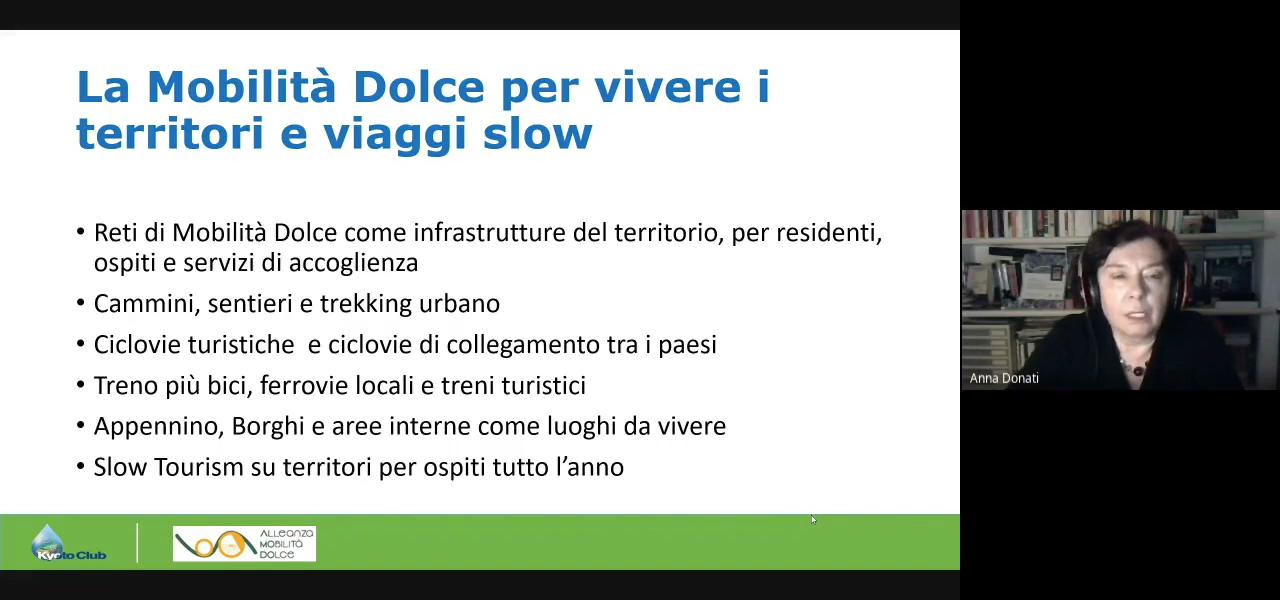 La Mobilità Dolce per vivere i
territori e viaggi slow
• Reti di Mobilità Dolce come infrastrutture del territorio, per residenti,
ospiti e servizi di accoglienza
• Cammini, sentieri e trekking urbano
• Ciclovie turistiche  e ciclovie di collegamento tra i paesi
• Treno più bici, ferrovie locali e treni turistici
• Appennino, Borghi e aree interne come luoghi da vivere
• Slow Tourism su territori per ospiti tutto l’anno
Kyoto Club
ALLEANZA
MOBILITÀ
DOLCE
Anna Donati